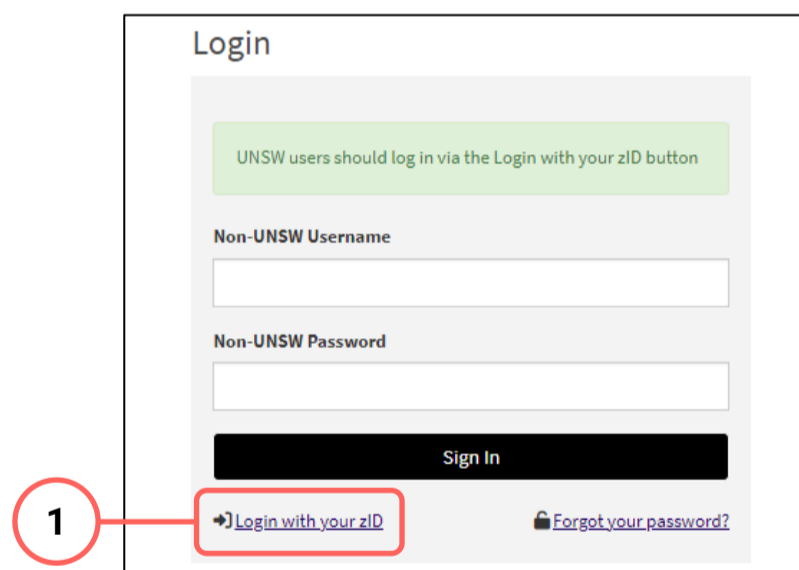 Login
UNSW users should log in via the Login with your zID button
Non-UNSW Username
Non-UNSW Password
Sign In
1
Login with your zID
Forgot your password?